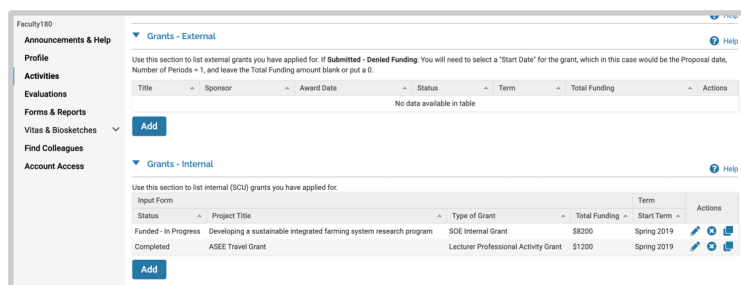 Faculty180
Announcements & Help
Profile
Activities
Evaluations
Forms & Reports
Vitas & Biosketches
Find Colleagues
Account Access
Help
Grants - External
Help
Use this section to list external grants you have applied for. If Submitted - Denied Funding: You will need to select a "Start Date" for the grant, which in this case would be the Proposal date,
Number of Periods = 1, and leave the Total Funding amount blank or put a 0.
Title Sponsor Award Date Status Term Total Funding Actions
No data available in table
Add
Grants - Internal
Help
Use this section to list internal (SCU) grants you have applied for.
Input Form Term Actions
Status Project Title Type of Grant Total Funding Start Term
Funded - In Progress Developing a sustainable integrated farming system research program SOE Internal Grant $8200 Spring 2019
Completed ASEE Travel Grant Lecturer Professional Activity Grant $1200 Spring 2019
Add